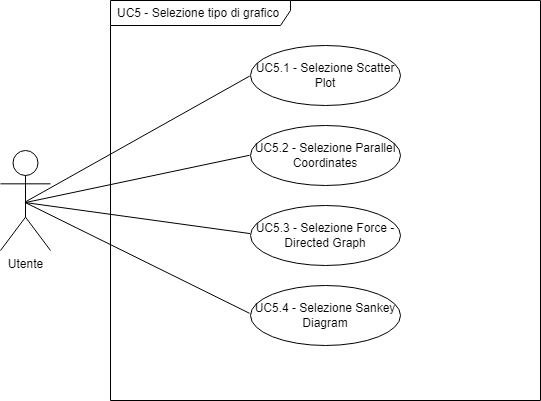 UC5 - Selezione tipo di grafico
UC5.1 - Selezione Scatter
Plot
UC5.2 - Selezione Parallel
Coordinates
UC5.3 - Selezione Force -
Directed Graph
Utente
UC5.4 - Selezione Sankey
Diagram